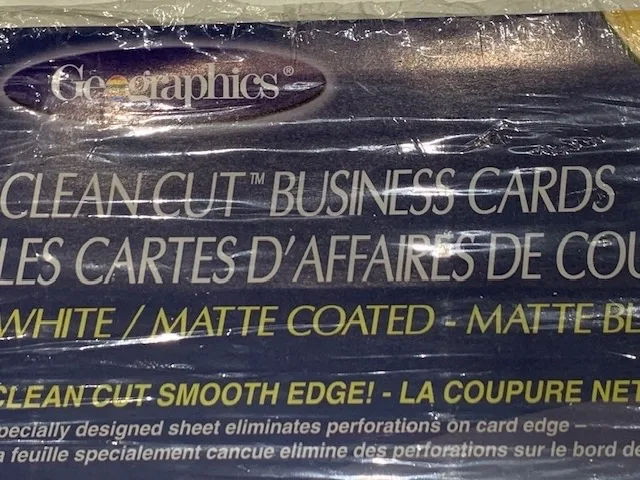 Geographics®
CLEAN CUT™ BUSINESS CARDS
LES CARTES D'AFFAIRES DE COU
WHITE / MATTE COATED - MATTE BL
CLEAN CUT SMOOTH EDGE! - LA COUPURE NET
pecially designed sheet eliminates perforations on card edge –
a feuille specialement cancue elimine des perforations sur le bord de